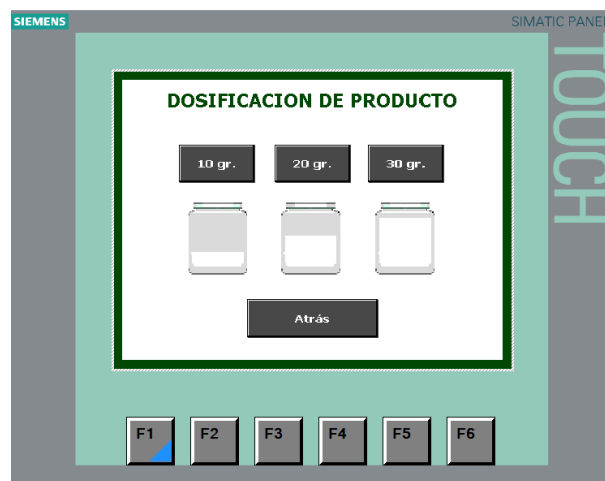 SIEMENS
SIMATIC PANEL
TOUCH
DOSIFICACION DE PRODUCTO
10 gr.
20 gr.
30 gr.
Atrás
F1
F2
F3
F4
F5
F6